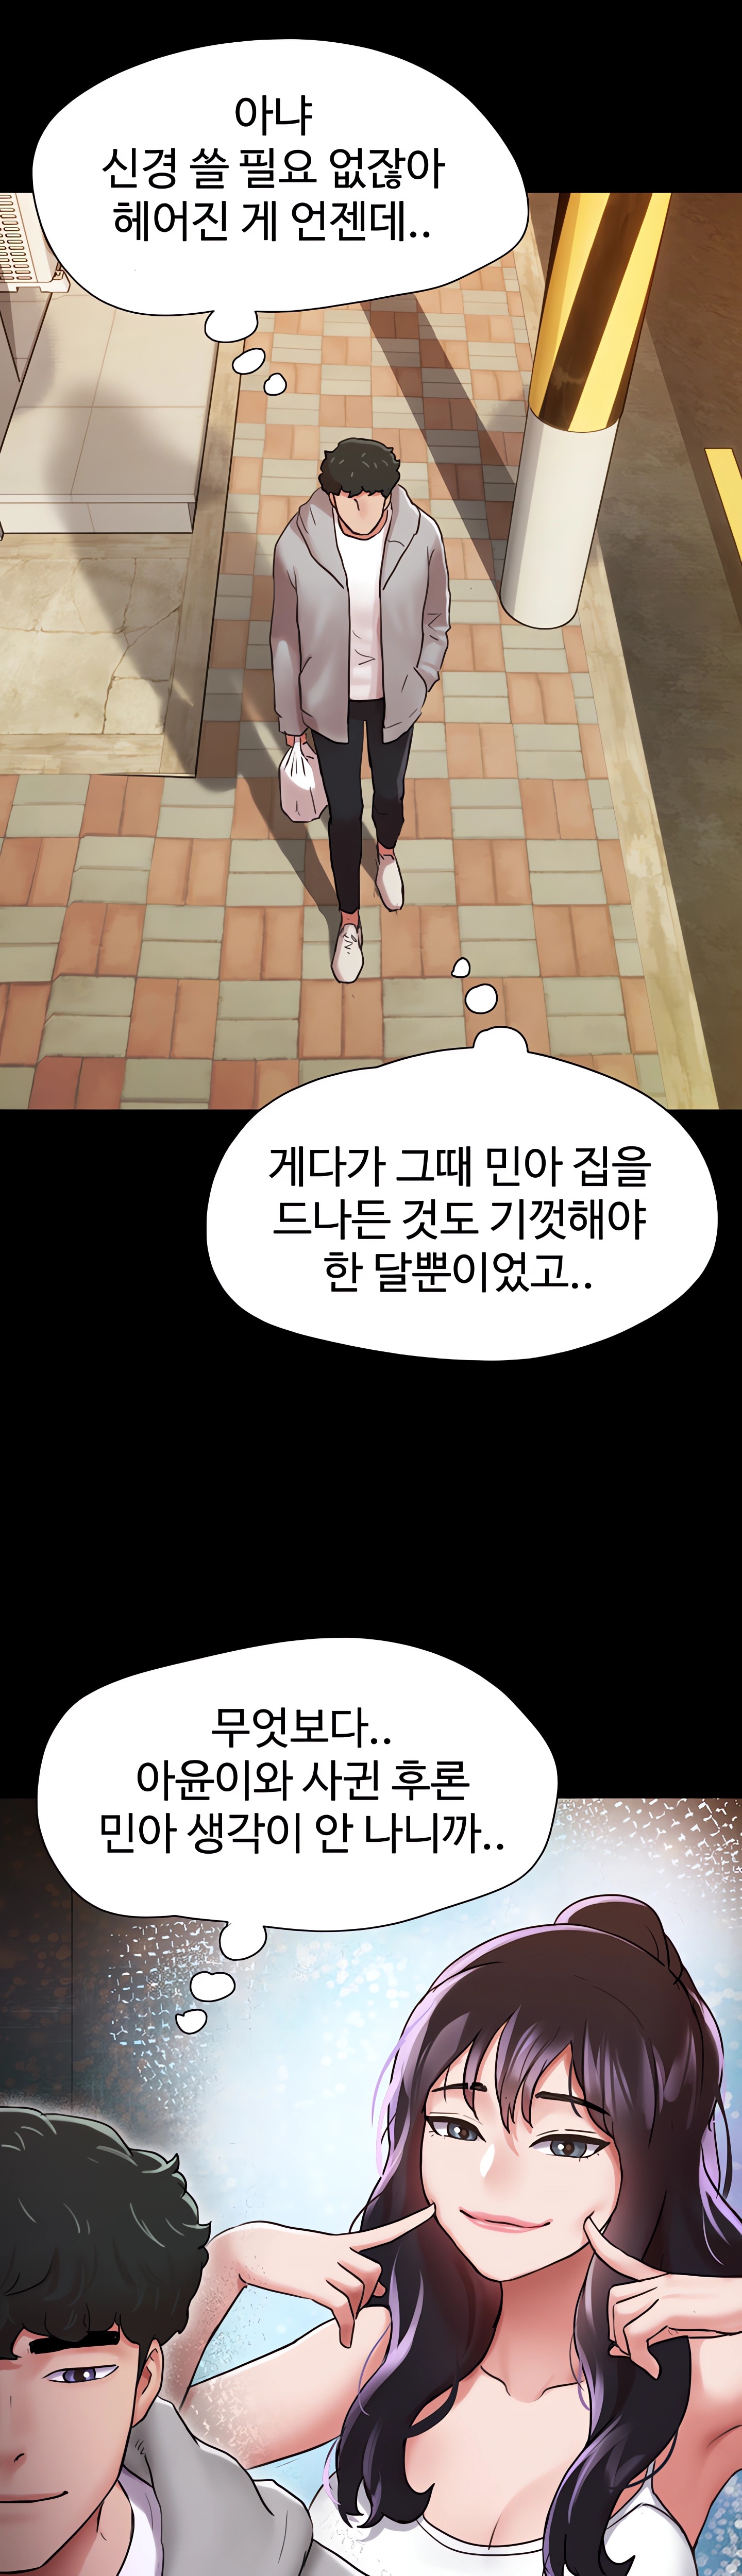 아냐
신경 쓸 필요 없잖아
헤어진 게 언젠데..
게다가 그때 민아 집을
드나든 것도 기껏해야
한 달뿐이었고..
무엇보다..
아윤이와 사귄 후론
민아 생각이 안 나니까..